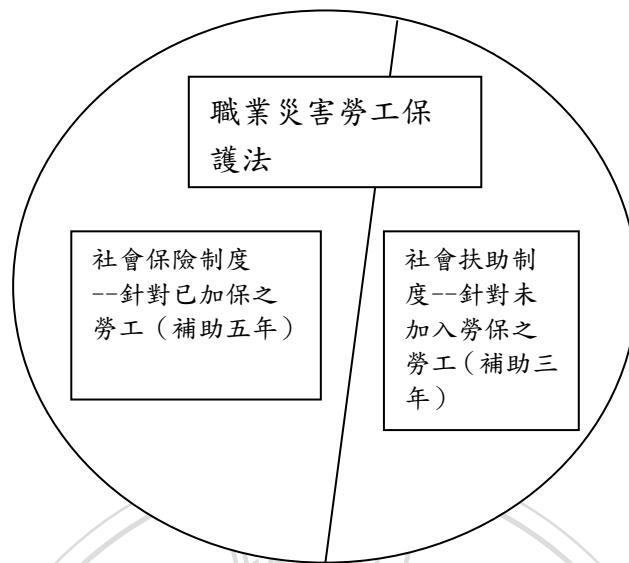 職業災害勞工保
護法
社會保險制度
--針對已加保之
勞工（補助五年）
社會扶助制
度--針對未
加入勞保之
勞工（補助三
年）